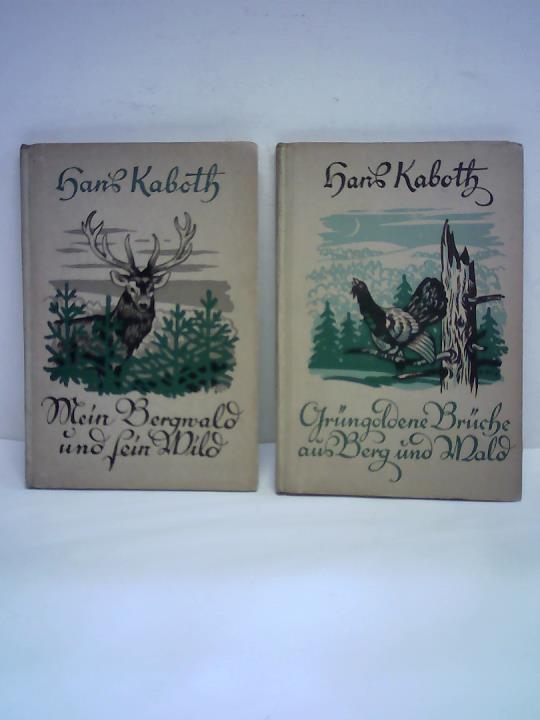 Hans Kaboth
Mein Bergwald
und sein Wild
Hans Kaboth
Grüngoldene Brüche
aus Berg und Wald